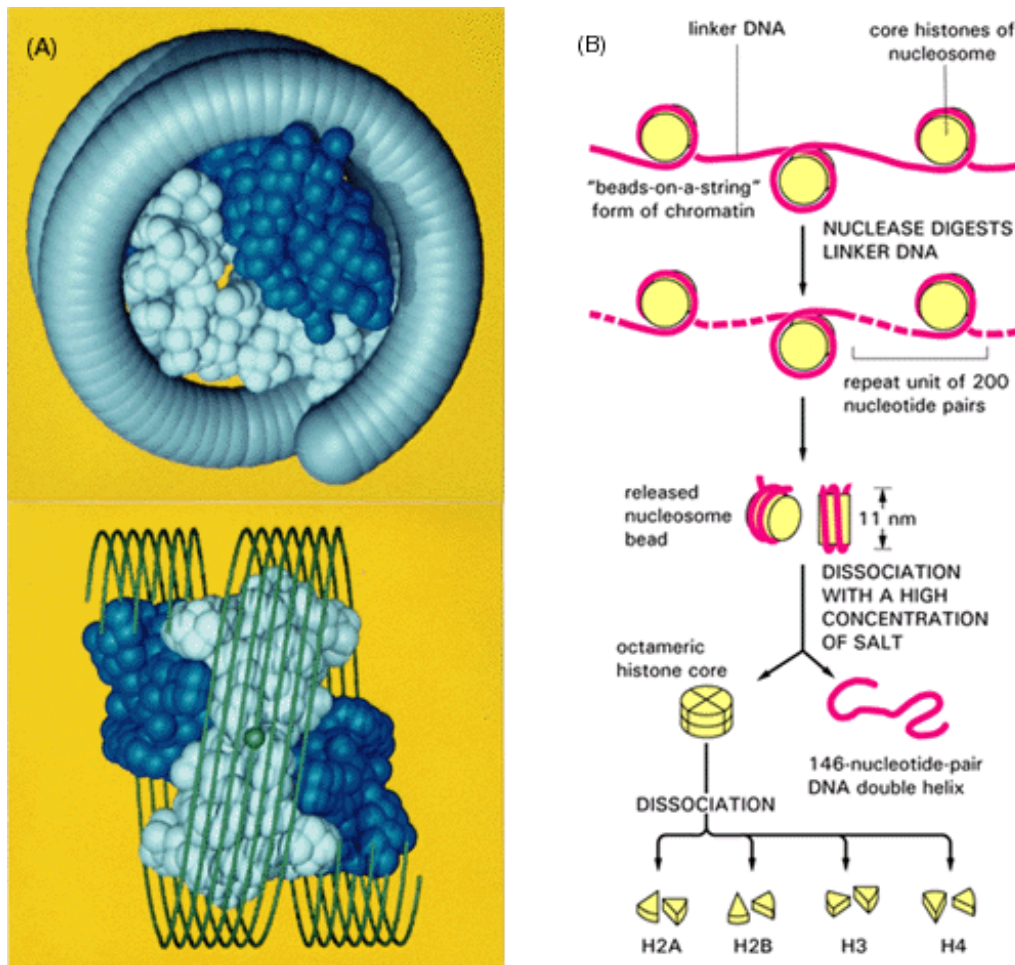 (A)
(B)
linker DNA
core histones of
nucleosome
"beads-on-a-string"
form of chromatin
NUCLEASE DIGESTS
LINKER DNA
repeat unit of 200
nucleotide pairs
released
nucleosome
bead
11 nm
DISSOCIATION
WITH A HIGH
CONCENTRATION
OF SALT
octameric
histone core
146-nucleotide-pair
DNA double helix
DISSOCIATION
H2A H2B H3 H4